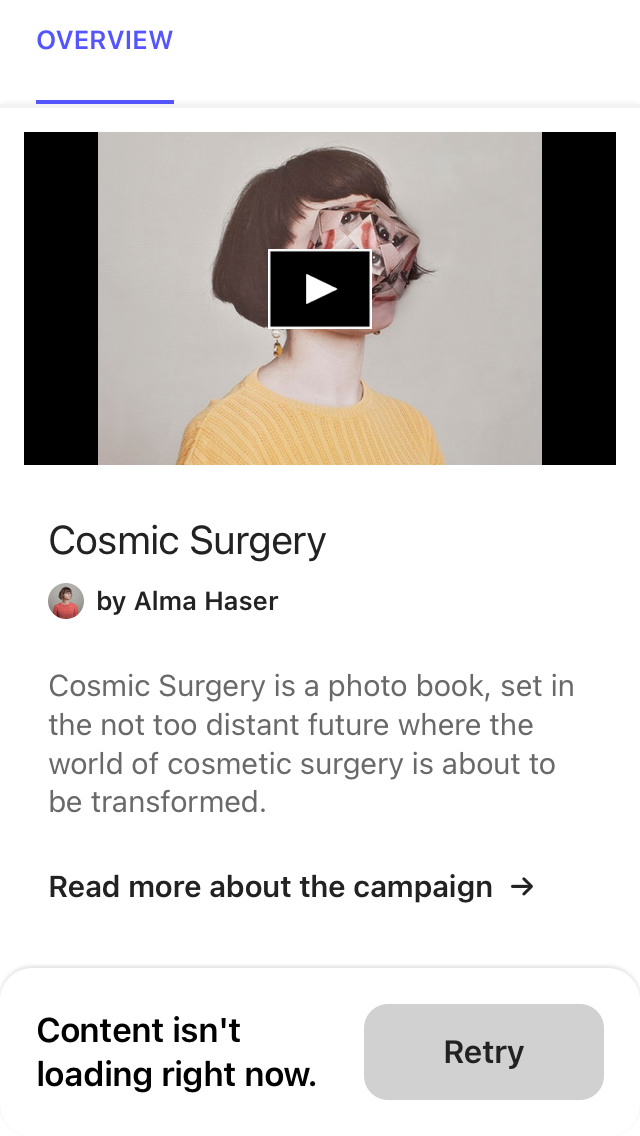 OVERVIEW
Cosmic Surgery
by Alma Haser
Cosmic Surgery is a photo book, set in
the not too distant future where the
world of cosmetic surgery is about to
be transformed.
Read more about the campaign →
Content isn't
loading right now.
Retry